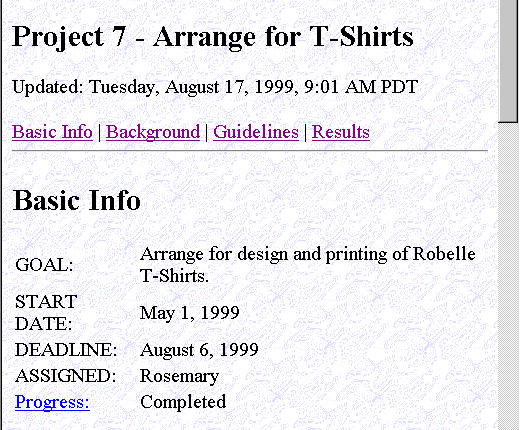 Project 7 - Arrange for T-Shirts
Updated: Tuesday, August 17, 1999, 9:01 AM PDT
Basic Info | Background | Guidelines | Results
Basic Info
GOAL: Arrange for design and printing of Robelle
T-Shirts.
START
DATE: May 1, 1999
DEADLINE: August 6, 1999
ASSIGNED: Rosemary
Progress: Completed